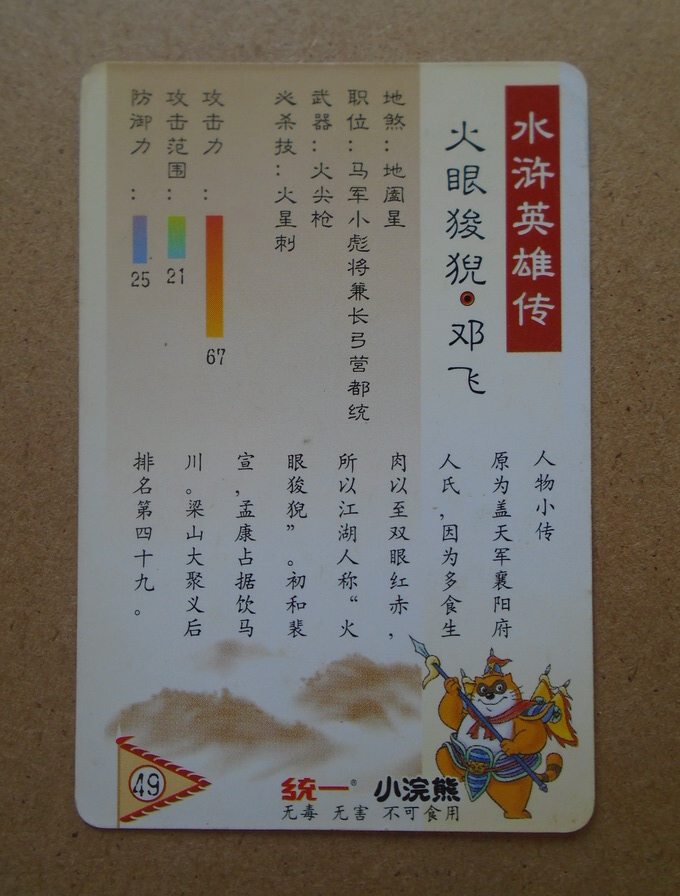 水浒英雄传
火眼狻猊·邓飞
地煞：地阖星
职位：马军小彪将兼长弓营都统
武器：火尖枪
必杀技：火星刺
攻击力：
67
攻击范围：
21
防御力：
25
人物小传
原为盖天军襄阳府
人氏，因为多食生
肉以至双眼红赤，
所以江湖人称“火
眼狻猊”。初和裴
宣，孟康占据饮马
川。梁山大聚义后
排名第四十九。
49
统一® 小浣熊
无毒 无害 不可食用